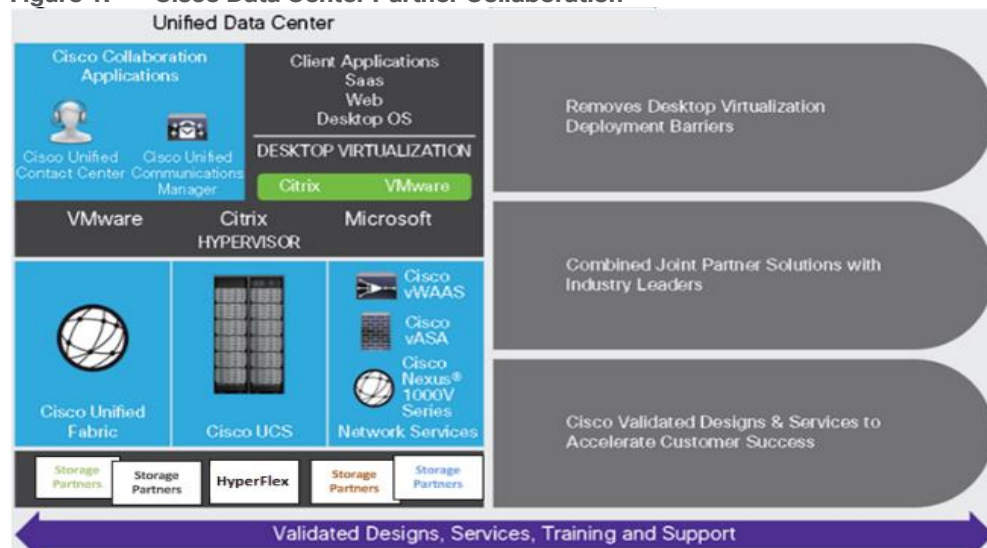 Unified Data Center
Cisco Collaboration
Applications
Cisco Unified
Contact Center
Cisco Unified
Communications
Manager
Client Applications
Saas
Web
Desktop OS
DESKTOP VIRTUALIZATION
Citrix VMware
VMware Citrix Microsoft
HYPERVISOR
Cisco Unified
Fabric
Cisco UCS
Cisco
vWAAS
Cisco
vASA
Cisco
Nexus®
1000V
Series
Network Services
Storage
Partners
Storage
Partners
HyperFlex
Storage
Partners
Storage
Partners
Removes Desktop Virtualization
Deployment Barriers
Combined Joint Partner Solutions with
Industry Leaders
Cisco Validated Designs & Services to
Accelerate Customer Success
Validated Designs, Services, Training and Support